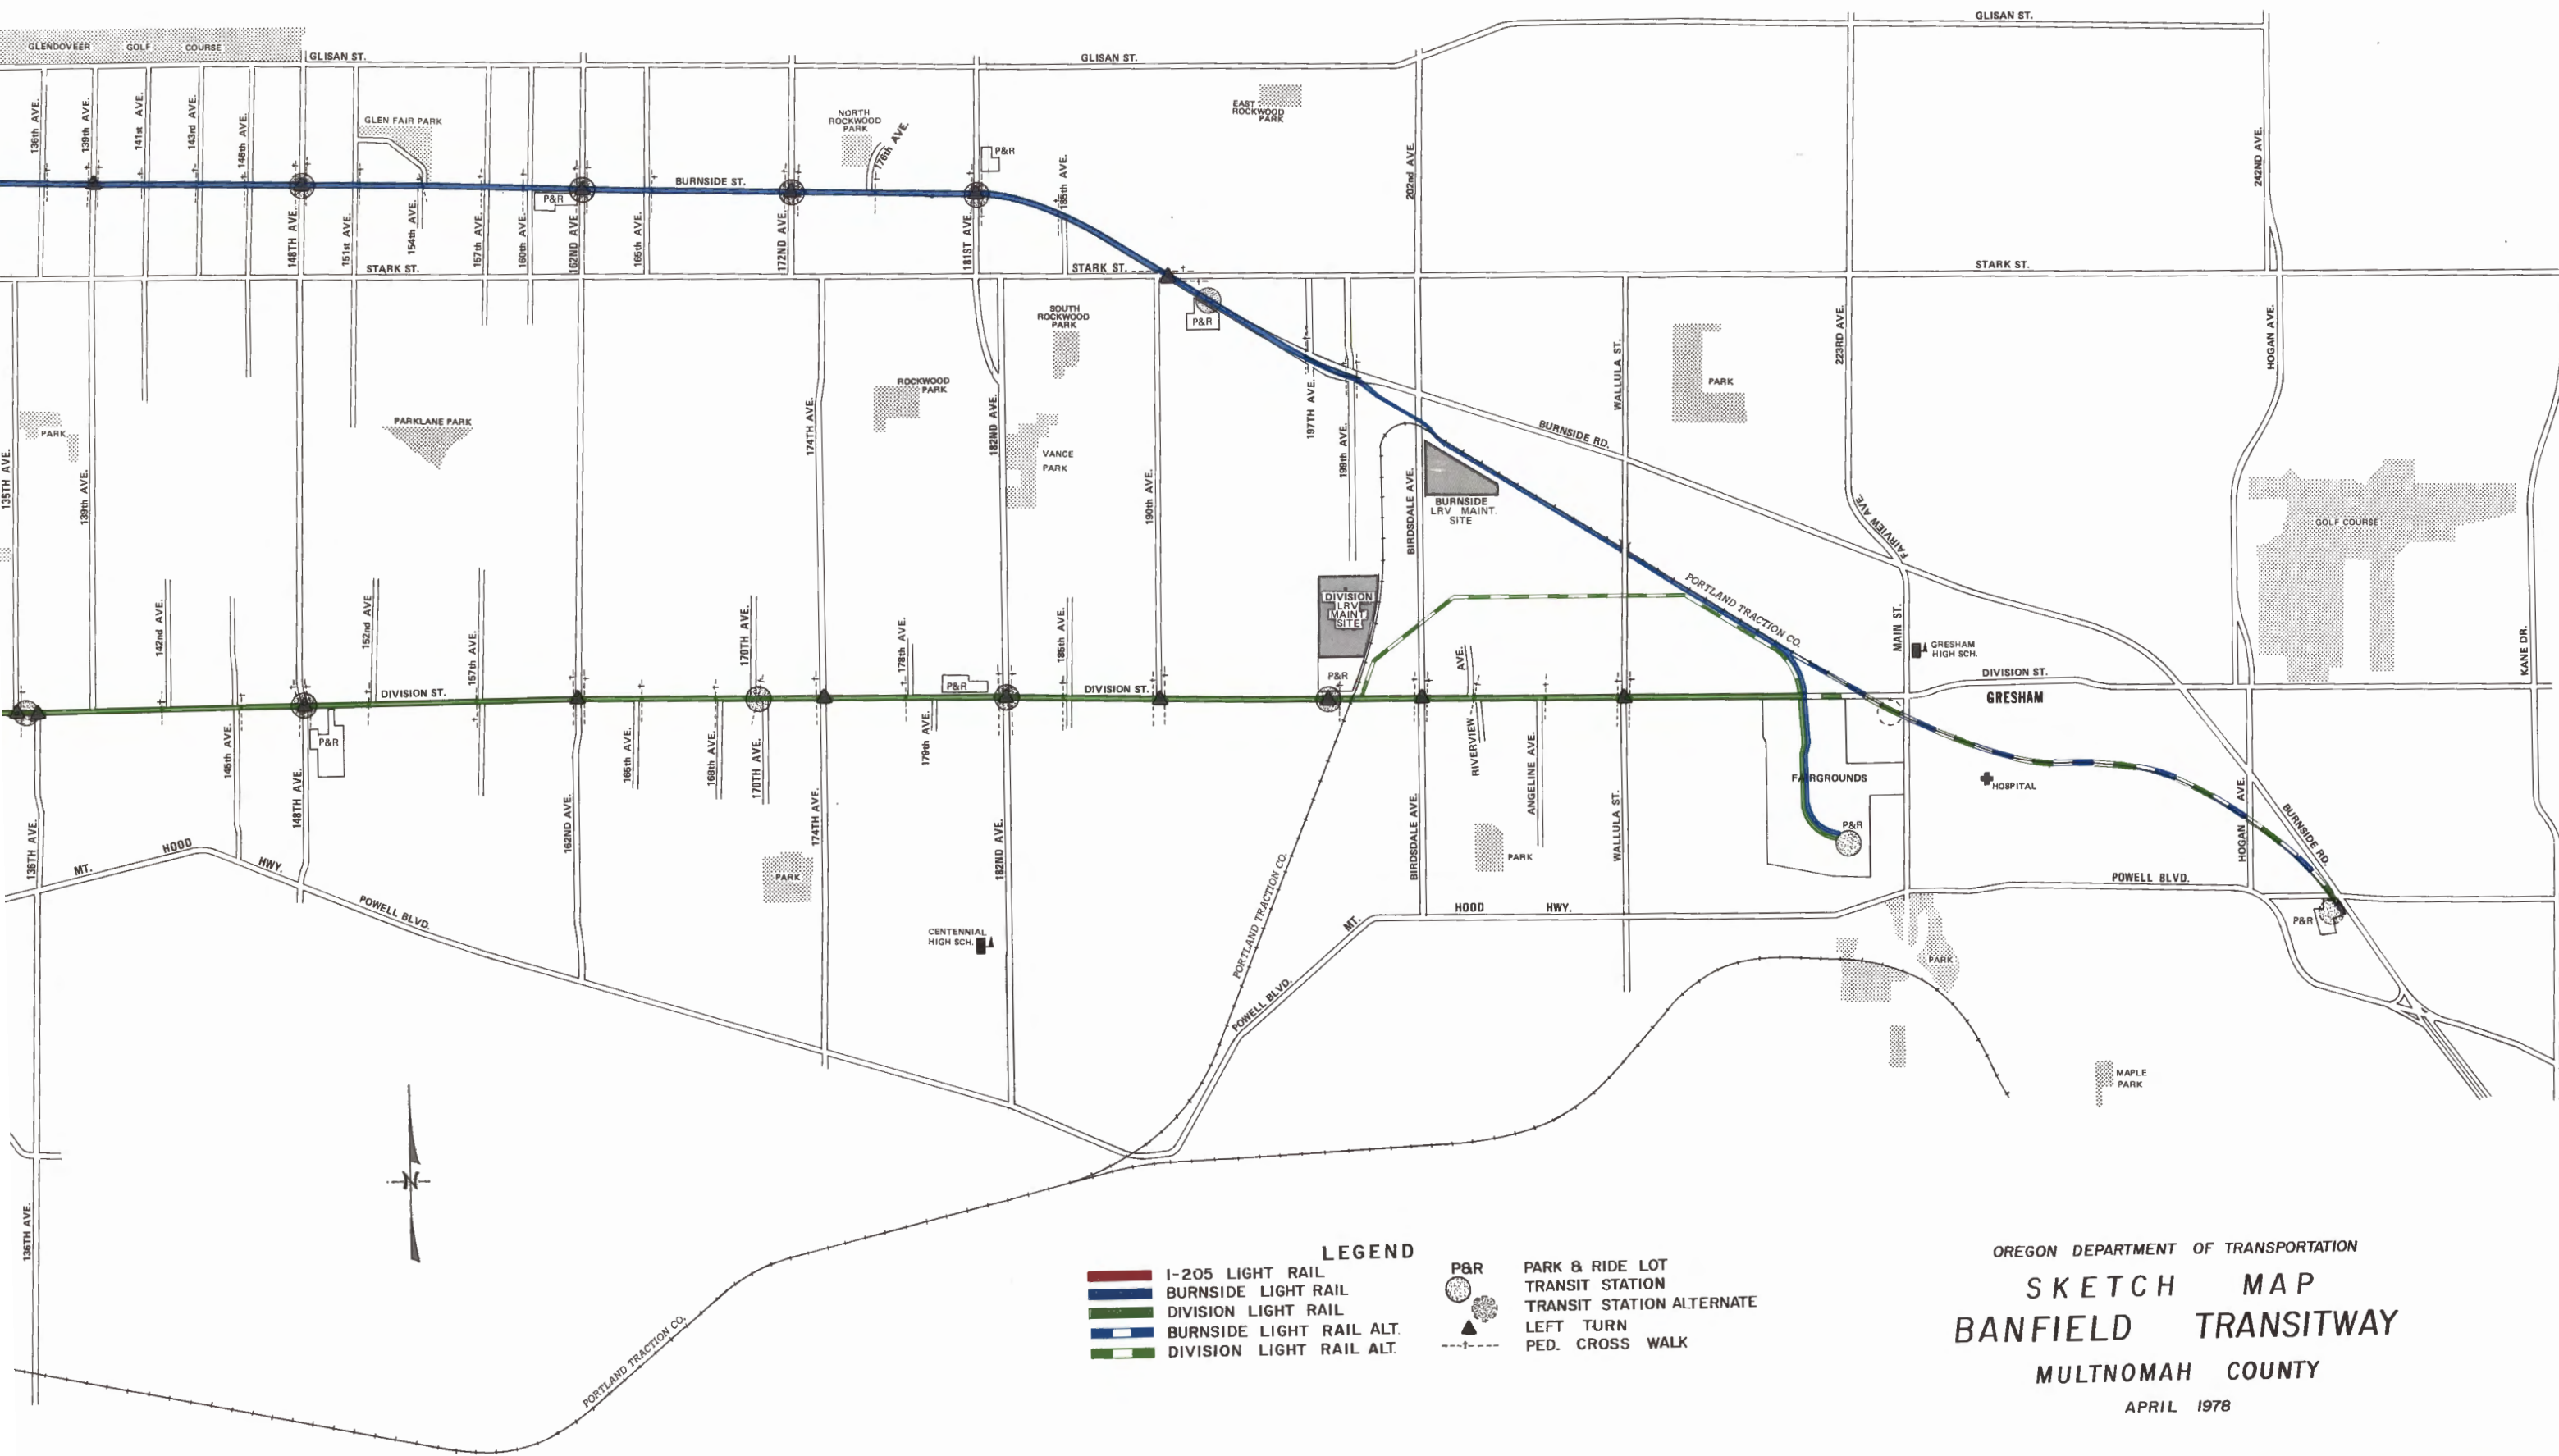 GLENDOVEER GOLF COURSE
GLISAN ST.
GLISAN ST.
GLISAN ST.
136th AVE.
139th AVE.
141st AVE.
143rd AVE.
146th AVE.
GLEN FAIR PARK
NORTH
ROCKWOOD
PARK
176th AVE.
P&R
EAST
ROCKWOOD
PARK
185th AVE.
202nd AVE.
242ND AVE.
BURNSIDE ST.
P&R
148TH AVE.
151st AVE.
154th AVE.
157th AVE.
160th AVE.
162ND AVE.
165th AVE.
172ND AVE.
181ST AVE.
STARK ST.
STARK ST.
STARK ST.
P&R
SOUTH
ROCKWOOD
PARK
223RD AVE.
HOGAN AVE.
WALLULA ST.
PARK
ROCKWOOD
PARK
197TH AVE.
199th AVE.
PARK
PARKLANE PARK
174TH AVE.
182ND AVE.
VANCE
PARK
BURNSIDE RD.
135TH AVE.
139th AVE.
190th AVE.
BIRDSDALE AVE.
BURNSIDE
LRV MAINT.
SITE
FAIRVIEW AVE.
GOLF COURSE
142nd AVE.
152nd AVE
157th AVE.
170TH AVE.
178th AVE.
185th AVE.
DIVISION
LRV
MAINT
SITE
PORTLAND TRACTION CO.
MAIN ST.
GRESHAM
HIGH SCH.
KANE DR.
AVE.
P&R
P&R
DIVISION ST.
DIVISION ST.
DIVISION ST.
GRESHAM
P&R
145th AVE.
148TH AVE.
165th AVE.
168th AVE.
170TH AVE.
179th AVE.
RIVERVIEW
ANGELINE AVE.
FAIRGROUNDS
HOSPITAL
136TH AVE.
162ND AVE.
174TH AVE.
182ND AVE.
BIRDSDALE AVE.
WALLULA ST.
P&R
HOGAN AVE.
BURNSIDE RD.
MT. HOOD HWY.
PARK
PARK
POWELL BLVD.
POWELL BLVD.
PORTLAND TRACTION CO.
MT. HOOD HWY.
P&R
CENTENNIAL
HIGH SCH.
PARK
POWELL BLVD.
MAPLE
PARK
N
136TH AVE.
PORTLAND TRACTION CO.
LEGEND
I-205 LIGHT RAIL
BURNSIDE LIGHT RAIL
DIVISION LIGHT RAIL
BURNSIDE LIGHT RAIL ALT.
DIVISION LIGHT RAIL ALT.
P&R PARK & RIDE LOT
TRANSIT STATION
TRANSIT STATION ALTERNATE
LEFT TURN
PED. CROSS WALK
OREGON DEPARTMENT OF TRANSPORTATION
SKETCH MAP
BANFIELD TRANSITWAY
MULTNOMAH COUNTY
APRIL 1978